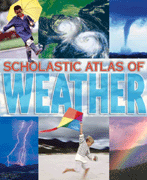 SCHOLASTIC ATLAS OF
WEATHER